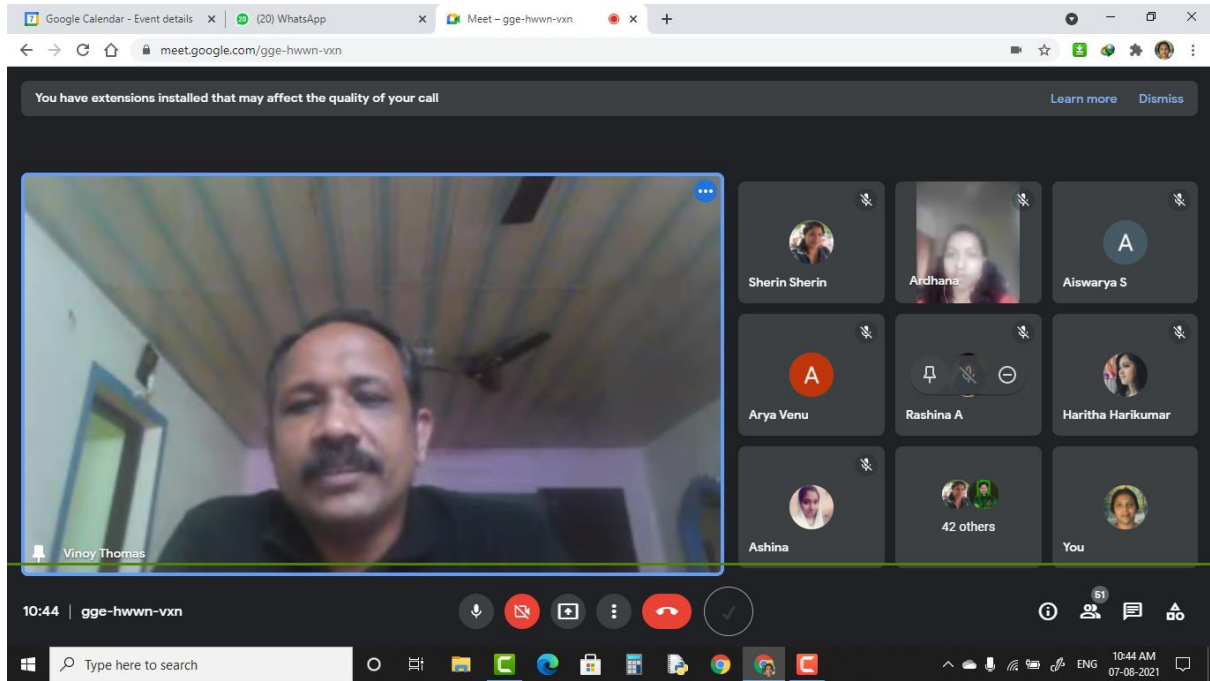 Google Calendar - Event details
(20) WhatsApp
Meet – gge-hwwn-vxn
meet.google.com/gge-hwwn-vxn
You have extensions installed that may affect the quality of your call
Learn more
Dismiss
Sherin Sherin
Ardhana
Aiswarya S
A
A
Arya Venu
Rashina A
Haritha Harikumar
Vinoy Thomas
Ashina
42 others
You
10:44 | gge-hwwn-vxn
51
Type here to search
ENG
10:44 AM
07-08-2021